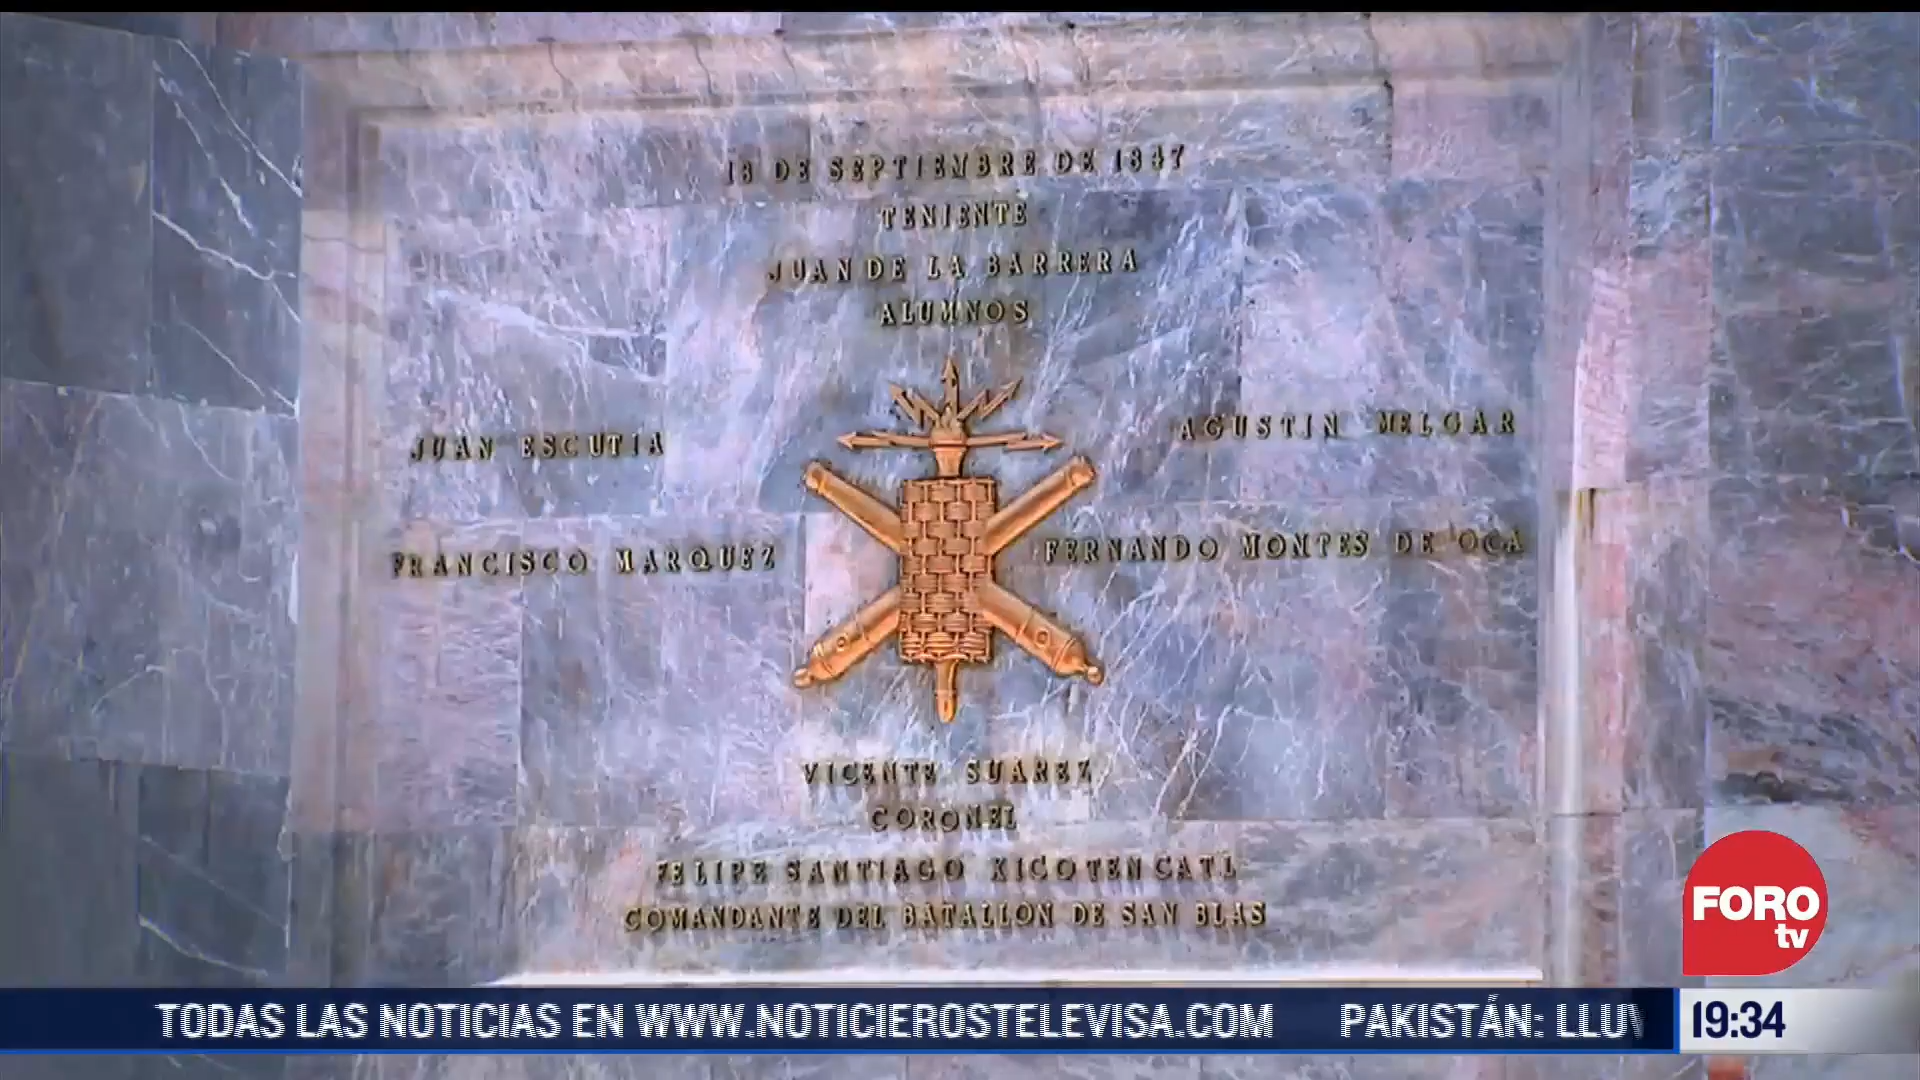 13 DE SEPTIEMBRE DE 1847
TENIENTE
JUAN DE LA BARRERA
ALUMNOS
JUAN ESCUTIA
AGUSTIN MELGAR
FRANCISCO MARQUEZ
FERNANDO MONTES DE OCA
VICENTE SUAREZ
CORONEL
FELIPE SANTIAGO XICOTENCATL
COMANDANTE DEL BATALLON DE SAN BLAS
FORO
tv
TODAS LAS NOTICIAS EN WWW.NOTICIEROSTELEVISA.COM PAKISTÁN: LLUV
19:34